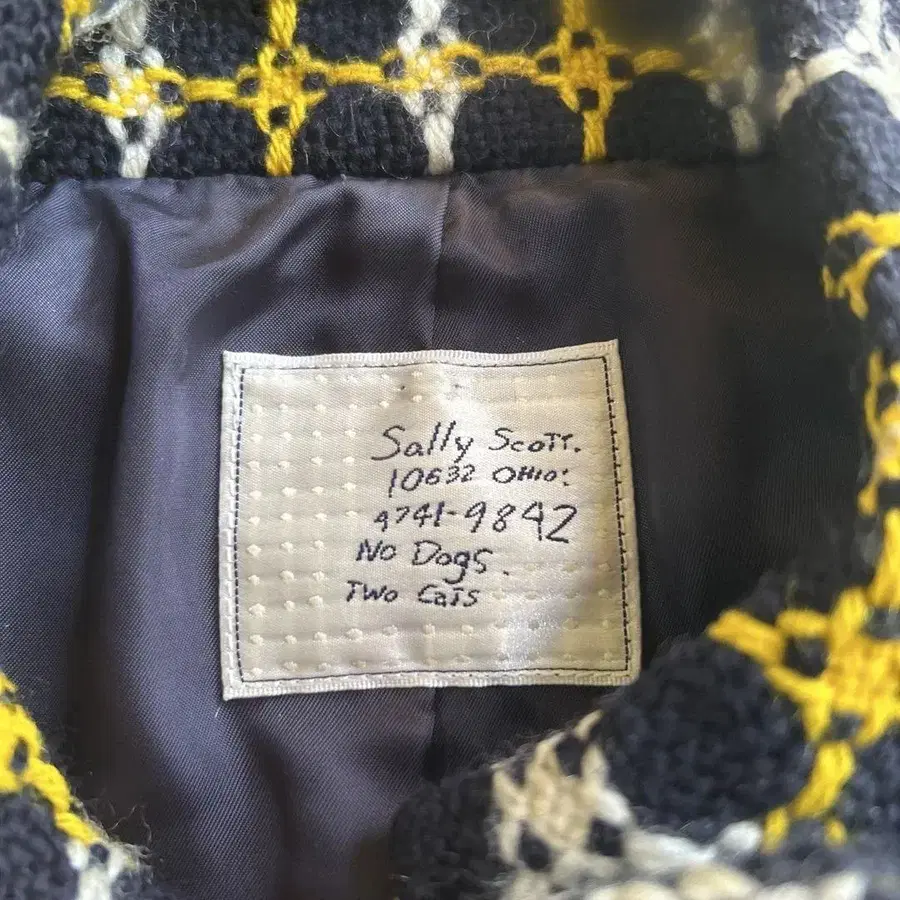 Sally Scott.
10632 OHIO:
4741-9842
No Dogs.
Two Cats